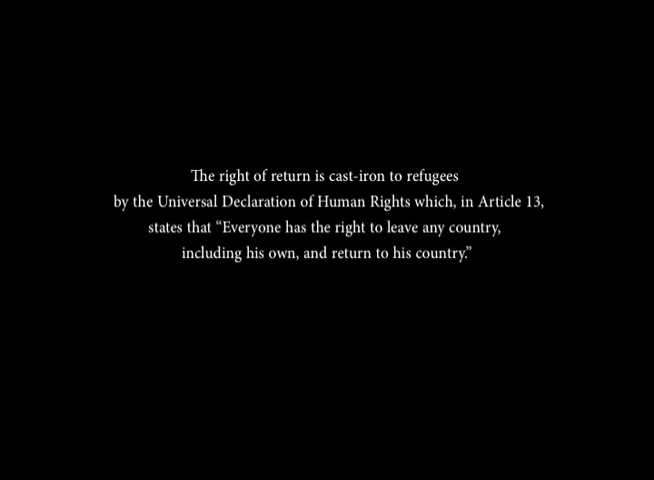 The right of return is cast-iron to refugees
by the Universal Declaration of Human Rights which, in Article 13,
states that “Everyone has the right to leave any country,
including his own, and return to his country.”